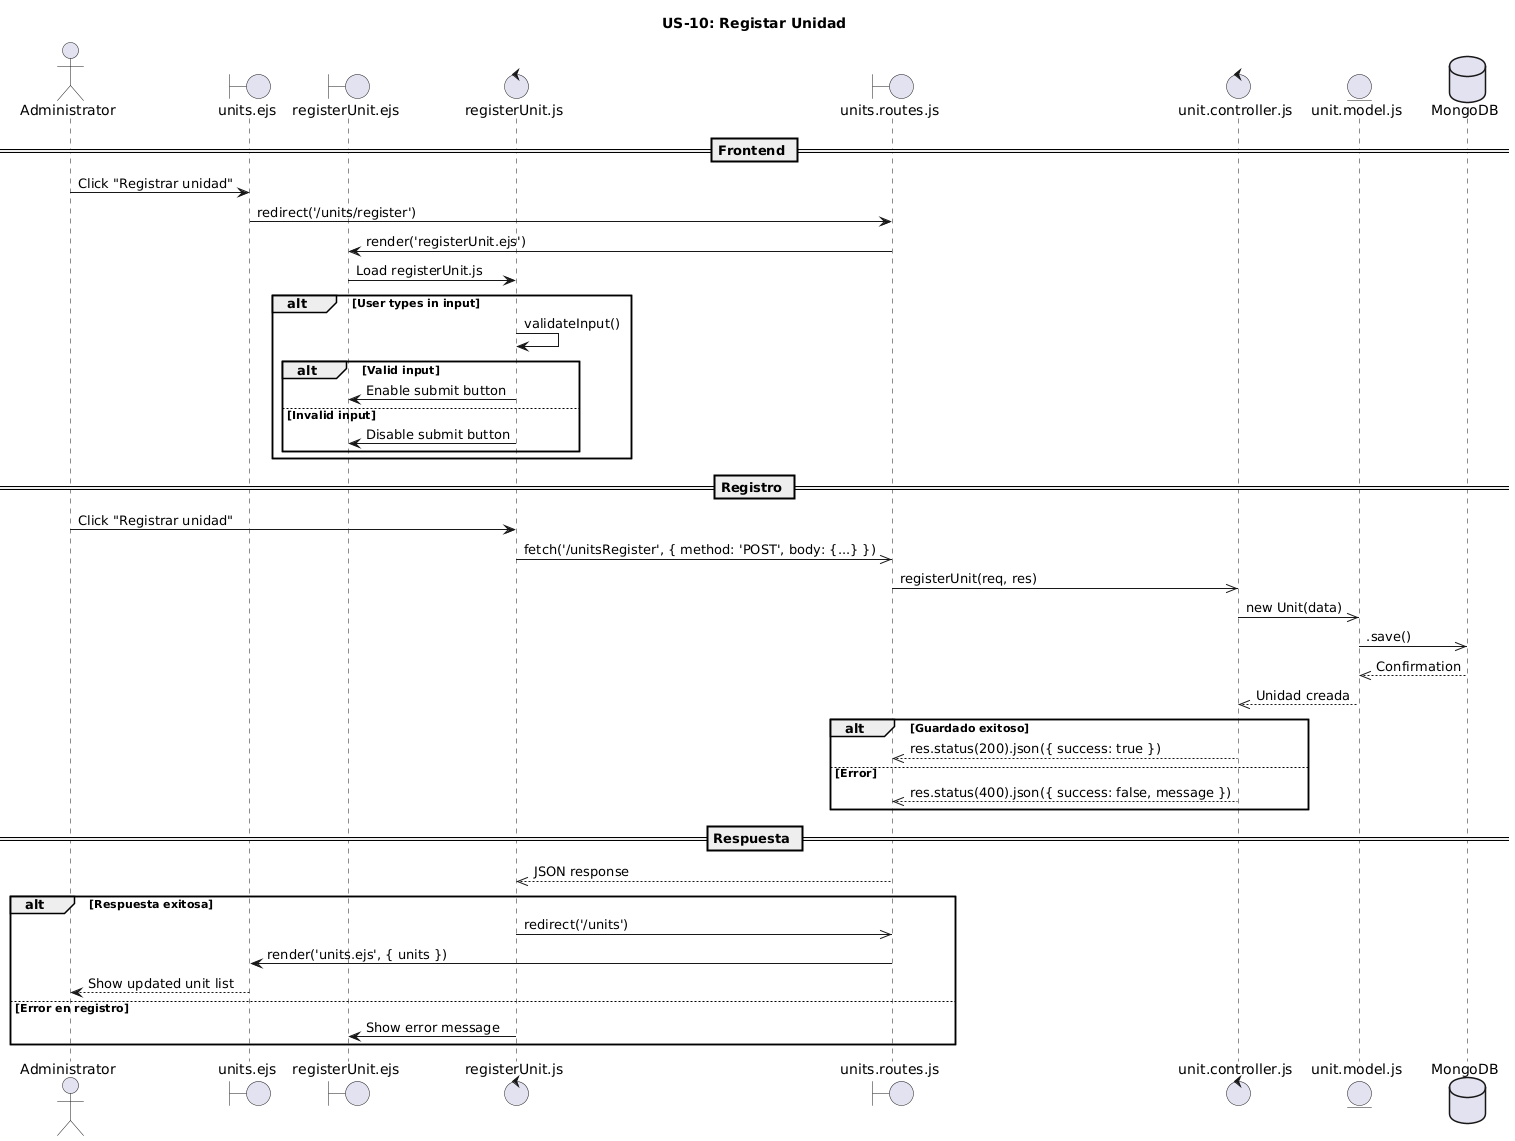 US-10: Registar Unidad
Administrator
units.ejs
registerUnit.ejs
registerUnit.js
units.routes.js
unit.controller.js
unit.model.js
MongoDB
Frontend
Click "Registrar unidad"
redirect('/units/register')
render('registerUnit.ejs')
Load registerUnit.js
alt [User types in input]
validateInput()
alt [Valid input]
Enable submit button
[Invalid input]
Disable submit button
Registro
Click "Registrar unidad"
fetch('/unitsRegister', { method: 'POST', body: {...} })
registerUnit(req, res)
new Unit(data)
.save()
Confirmation
Unidad creada
alt [Guardado exitoso]
res.status(200).json({ success: true })
[Error]
res.status(400).json({ success: false, message })
Respuesta
JSON response
alt [Respuesta exitosa]
redirect('/units')
render('units.ejs', { units })
Show updated unit list
[Error en registro]
Show error message
Administrator
units.ejs
registerUnit.ejs
registerUnit.js
units.routes.js
unit.controller.js
unit.model.js
MongoDB